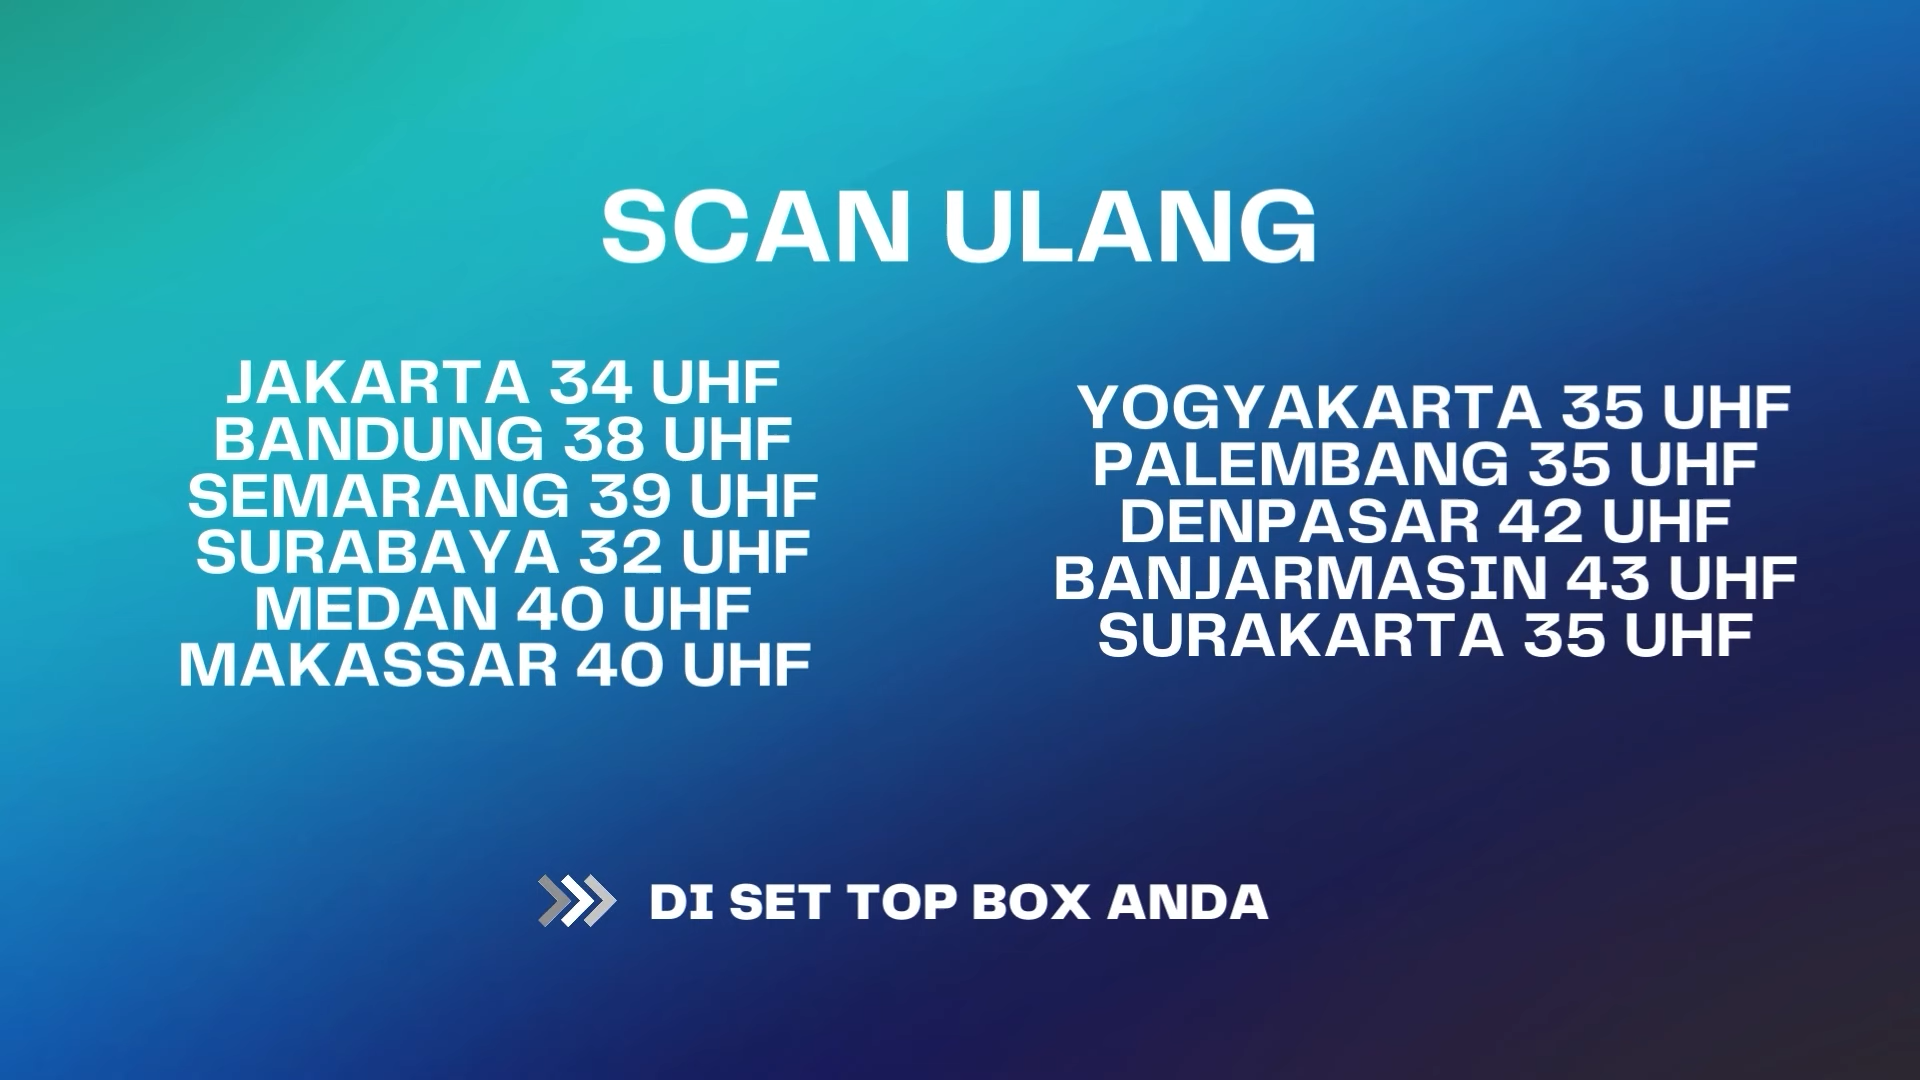 SCAN ULANG
JAKARTA 34 UHF
BANDUNG 38 UHF
SEMARANG 39 UHF
SURABAYA 32 UHF
MEDAN 40 UHF
MAKASSAR 40 UHF
YOGYAKARTA 35 UHF
PALEMBANG 35 UHF
DENPASAR 42 UHF
BANJARMASIN 43 UHF
SURAKARTA 35 UHF
DI SET TOP BOX ANDA